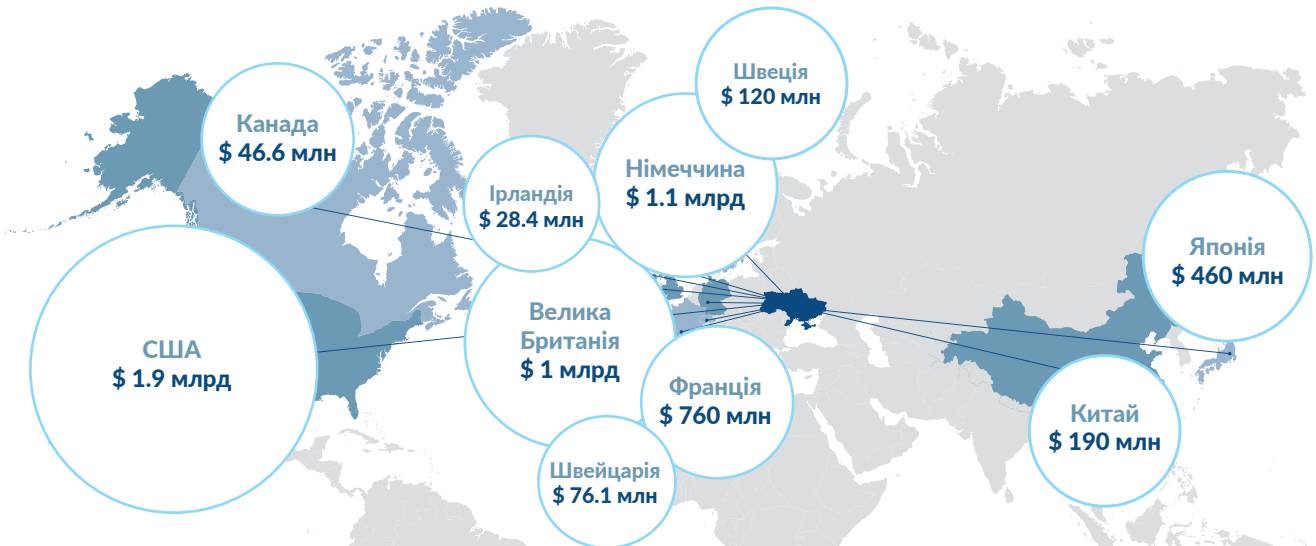 Швеція
$ 120 млн
Канада
$ 46.6 млн
Німеччина
$ 1.1 млрд
Ірландія
$ 28.4 млн
Японія
$ 460 млн
Велика
Британія
$ 1 млрд
США
$ 1.9 млрд
Франція
$ 760 млн
Китай
$ 190 млн
Швейцарія
$ 76.1 млн